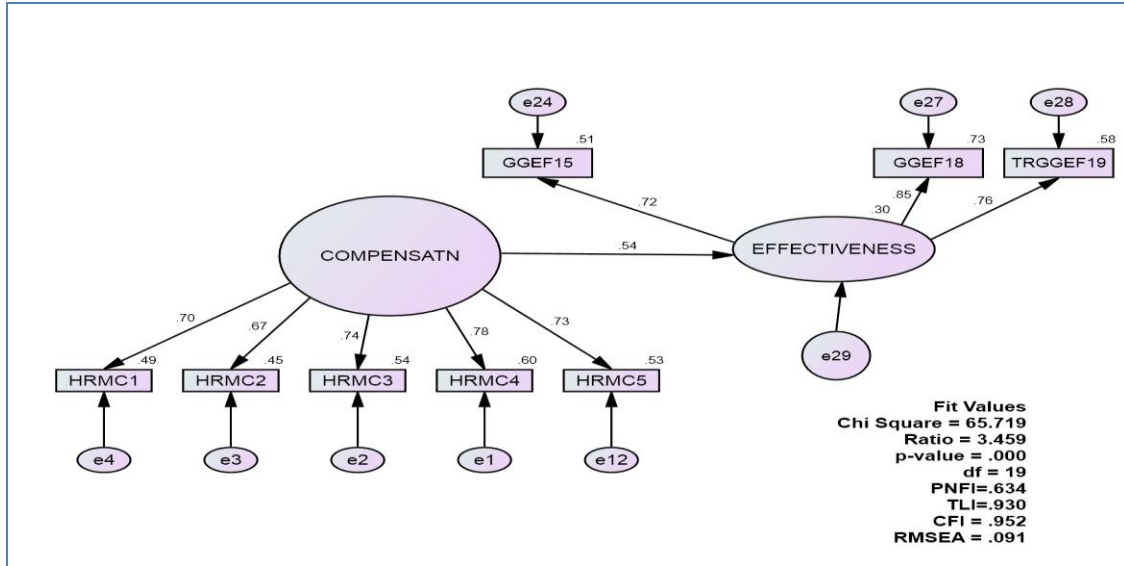 e24
e27
e28
.51
.73
.58
GGEF15
GGEF18
TRGGEF19
.72
.85
.76
.30
COMPENSATN
.54
EFFECTIVENESS
.70
.67
.74
.78
.73
.49
.45
.54
.60
.53
HRMC1
HRMC2
HRMC3
HRMC4
HRMC5
e29
e4
e3
e2
e1
e12
Fit Values
Chi Square = 65.719
Ratio = 3.459
p-value = .000
df = 19
PNFI=.634
TLI=.930
CFI = .952
RMSEA = .091